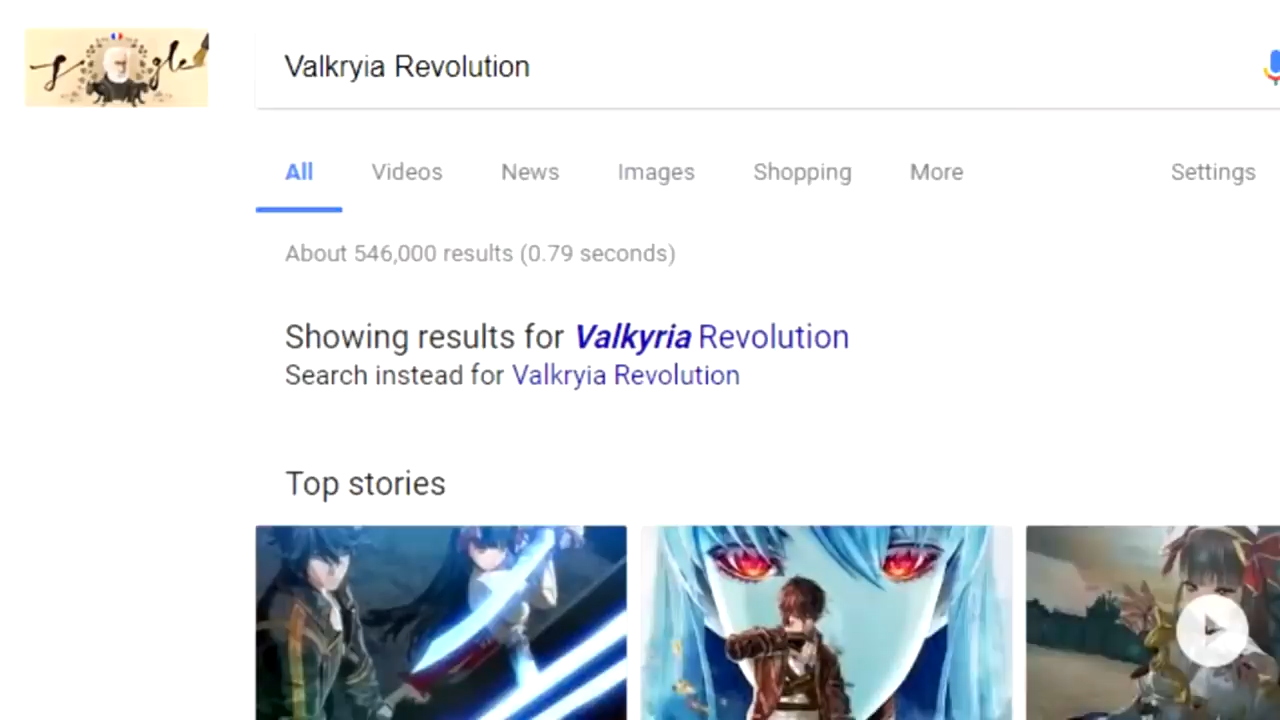 Google
Valkryia Revolution
All Videos News Images Shopping More Settings
About 546,000 results (0.79 seconds)
Showing results for Valkyria Revolution
Search instead for Valkryia Revolution
Top stories